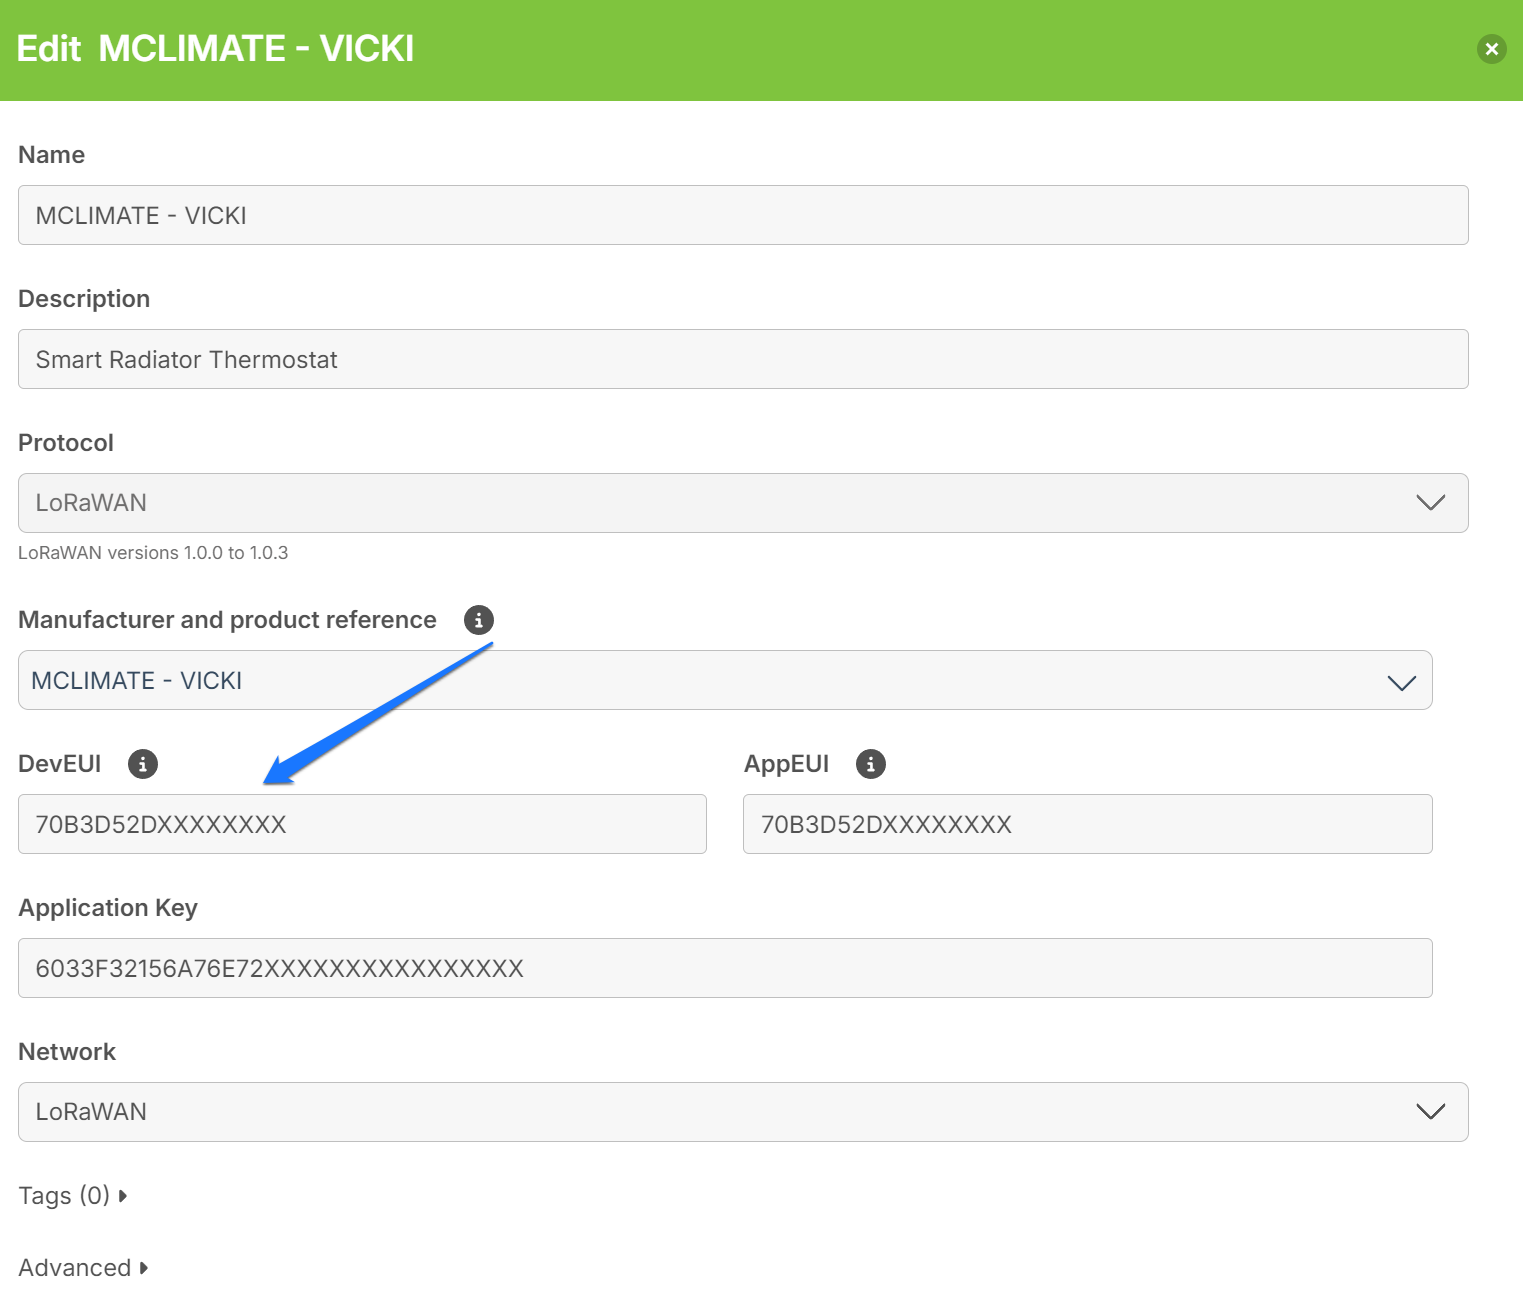 Edit MCLIMATE - VICKI
Name
MCLIMATE - VICKI
Description
Smart Radiator Thermostat
Protocol
LoRaWAN
LoRaWAN versions 1.0.0 to 1.0.3
Manufacturer and product reference
MCLIMATE - VICKI
DevEUI AppEUI
70B3D52DXXXXXXXX 70B3D52DXXXXXXXX
Application Key
6033F32156A76E72XXXXXXXXXXXXXXXX
Network
LoRaWAN
Tags (0)
Advanced